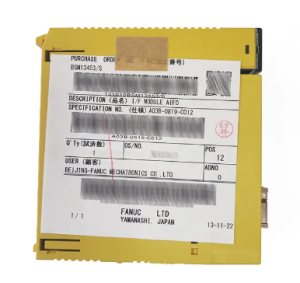 PURCHASE ORDER
BSM13453/S
DESCRIPTION (品名) I/F MODULE AIFD
SPECIFICATION NO. (仕様) A03B-0819-C012
A03B-0819-C012
Q'TY (試済数) OS/NO. POS
1 12
USER (顧客) ADNO
BEIJING-FANUC MECHATRONICS CO.,LTD. 0
1/1 FANUC LTD 13-11-22
YAMANASHI, JAPAN